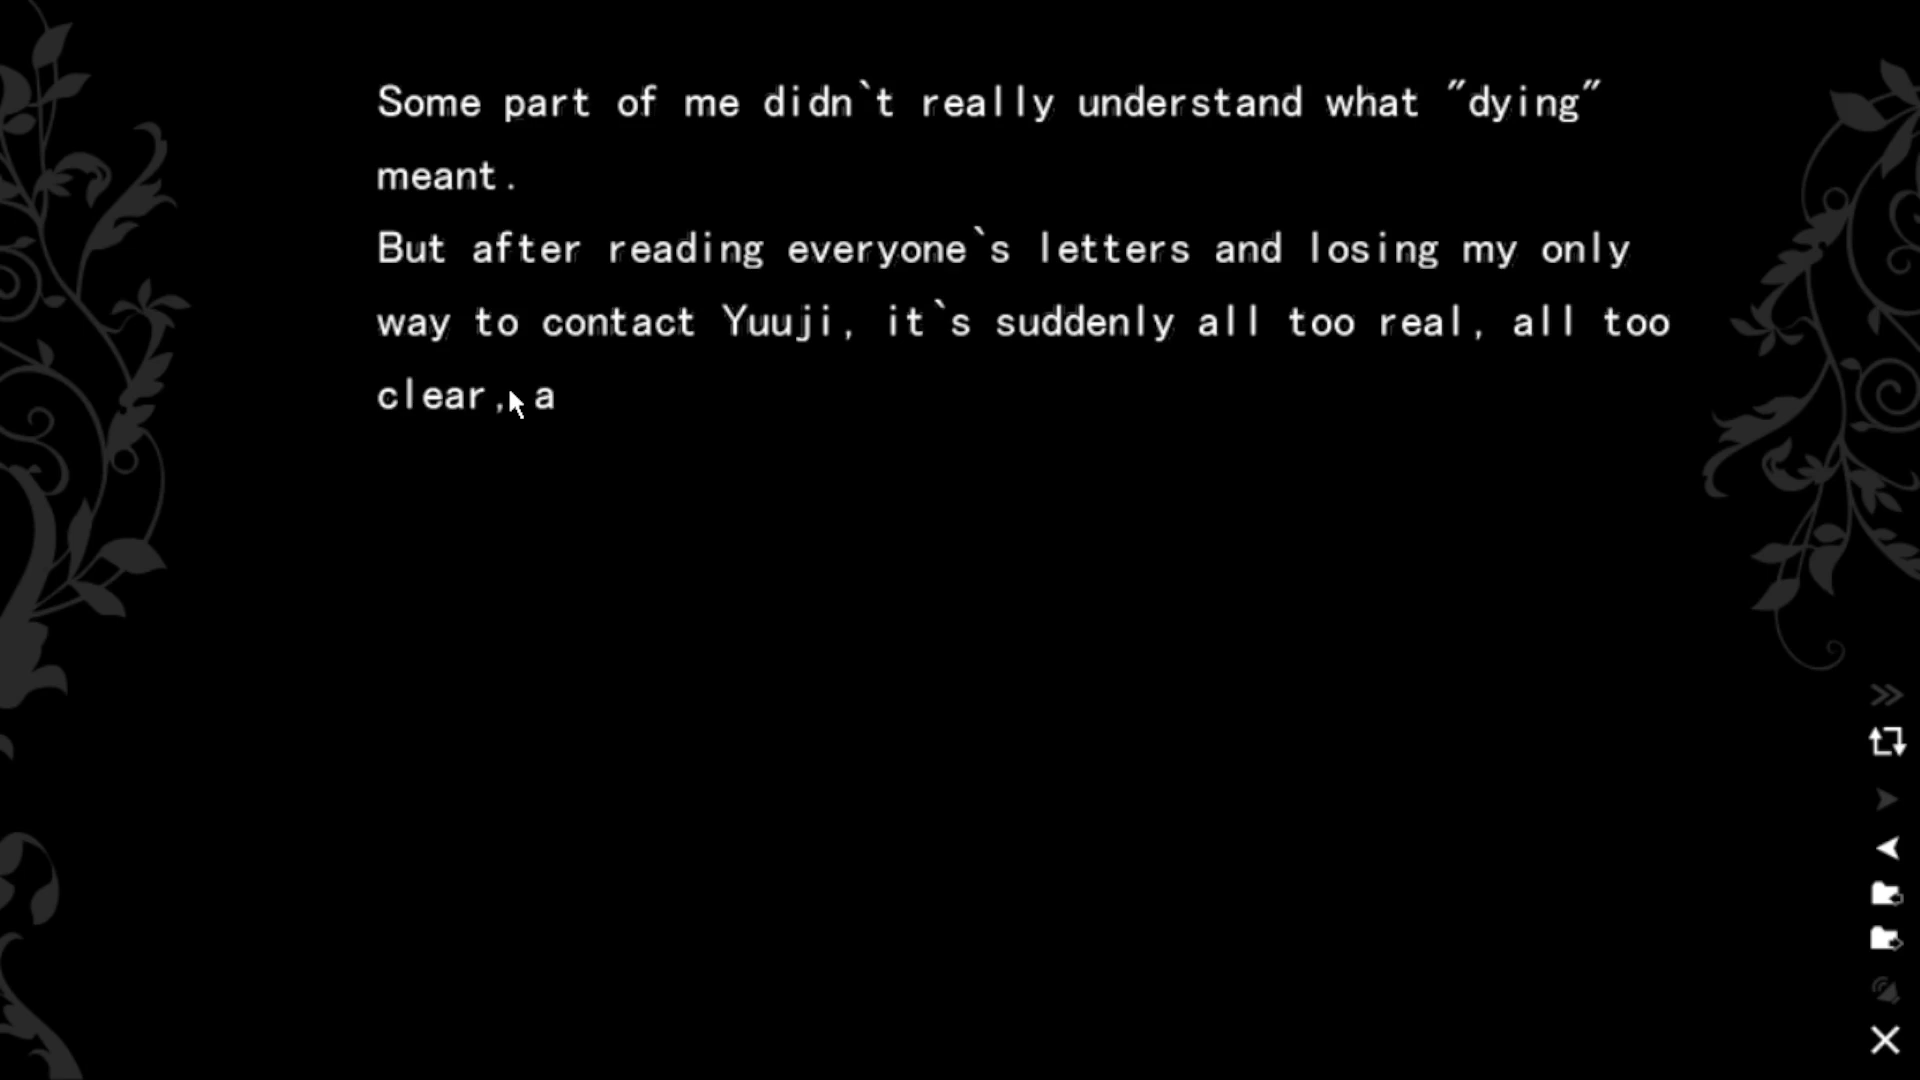 Some part of me didn`t really understand what "dying"
meant.
But after reading everyone`s letters and losing my only
way to contact Yuuji, it`s suddenly all too real, all too
clear, a